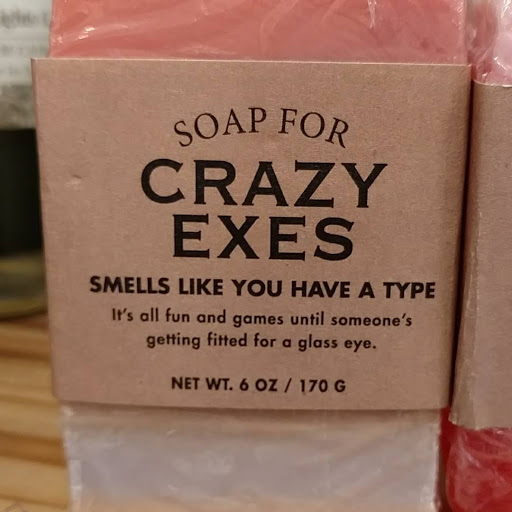 SOAP FOR
CRAZY
EXES
SMELLS LIKE YOU HAVE A TYPE
It's all fun and games until someone's
getting fitted for a glass eye.
NET WT. 6 OZ / 170 G